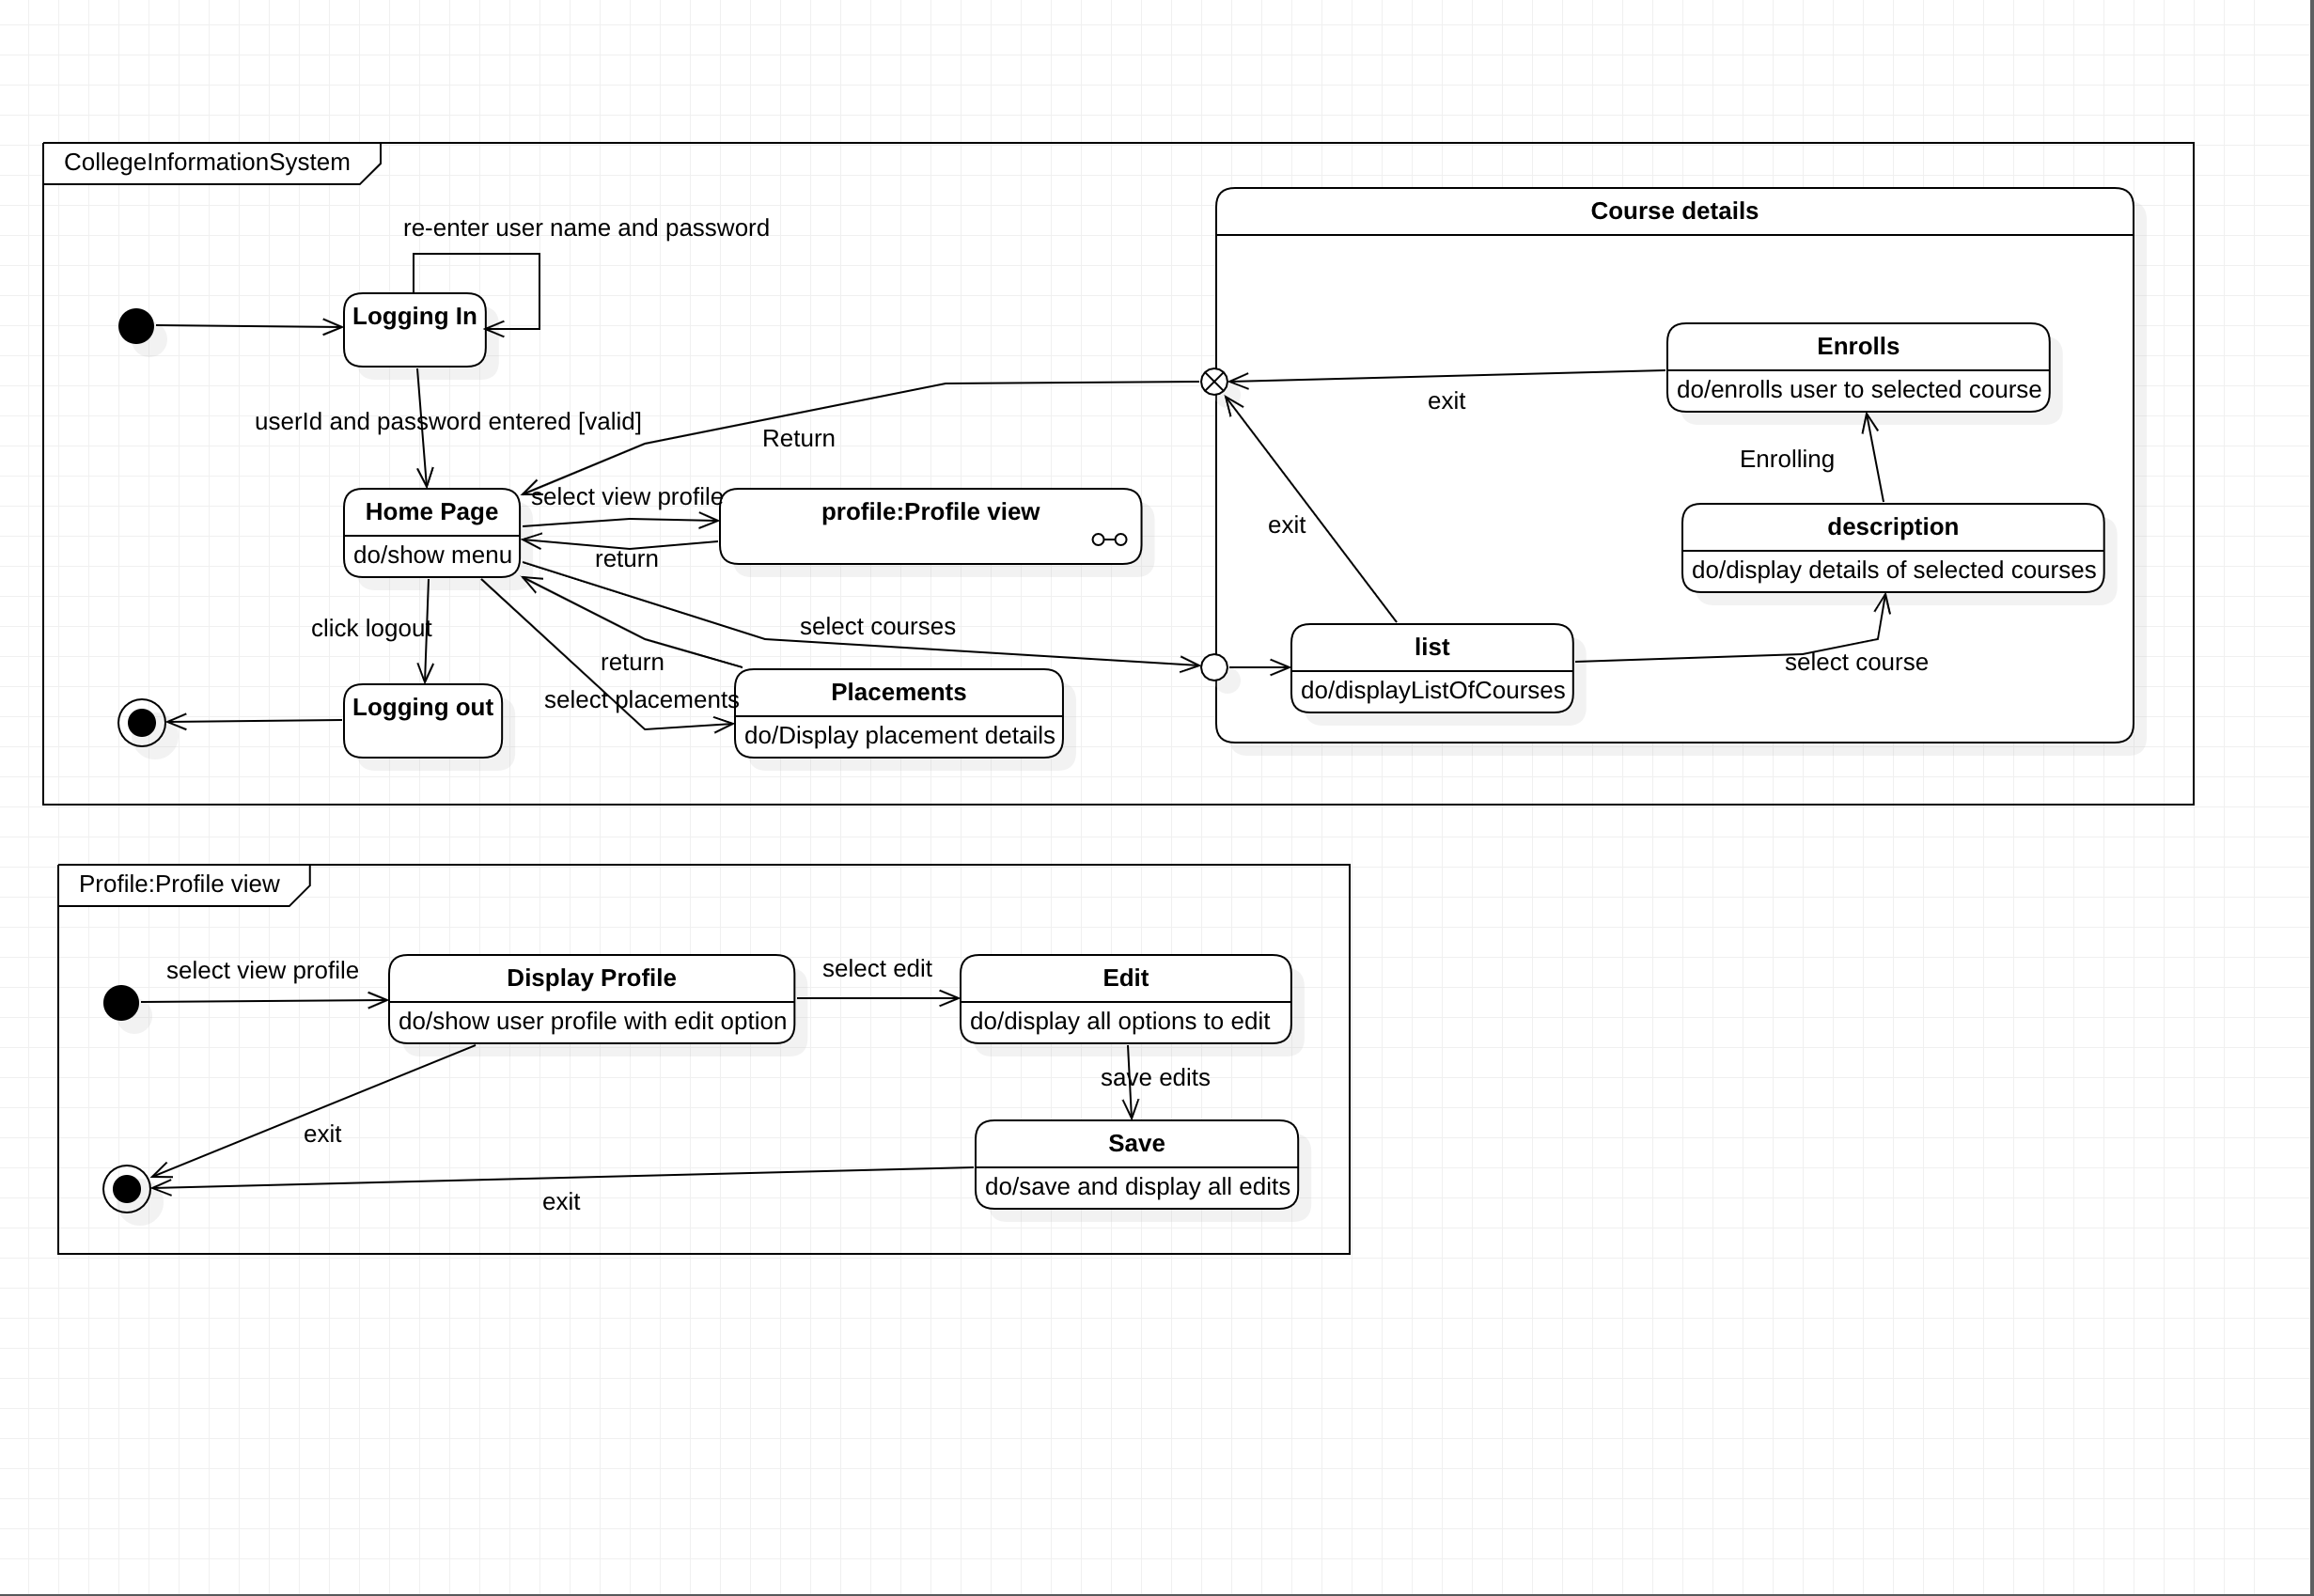 CollegeInformationSystem
Course details
re-enter user name and password
Logging In
Enrolls
do/enrolls user to selected course
exit
userId and password entered [valid]
Return
Enrolling
select view profile
Home Page
do/show menu
profile:Profile view
return
exit
description
do/display details of selected courses
click logout
select courses
list
do/displayListOfCourses
return
select course
select placements
Logging out
Placements
do/Display placement details
Profile:Profile view
select view profile
Display Profile
do/show user profile with edit option
select edit
Edit
do/display all options to edit
save edits
exit
Save
do/save and display all edits
exit